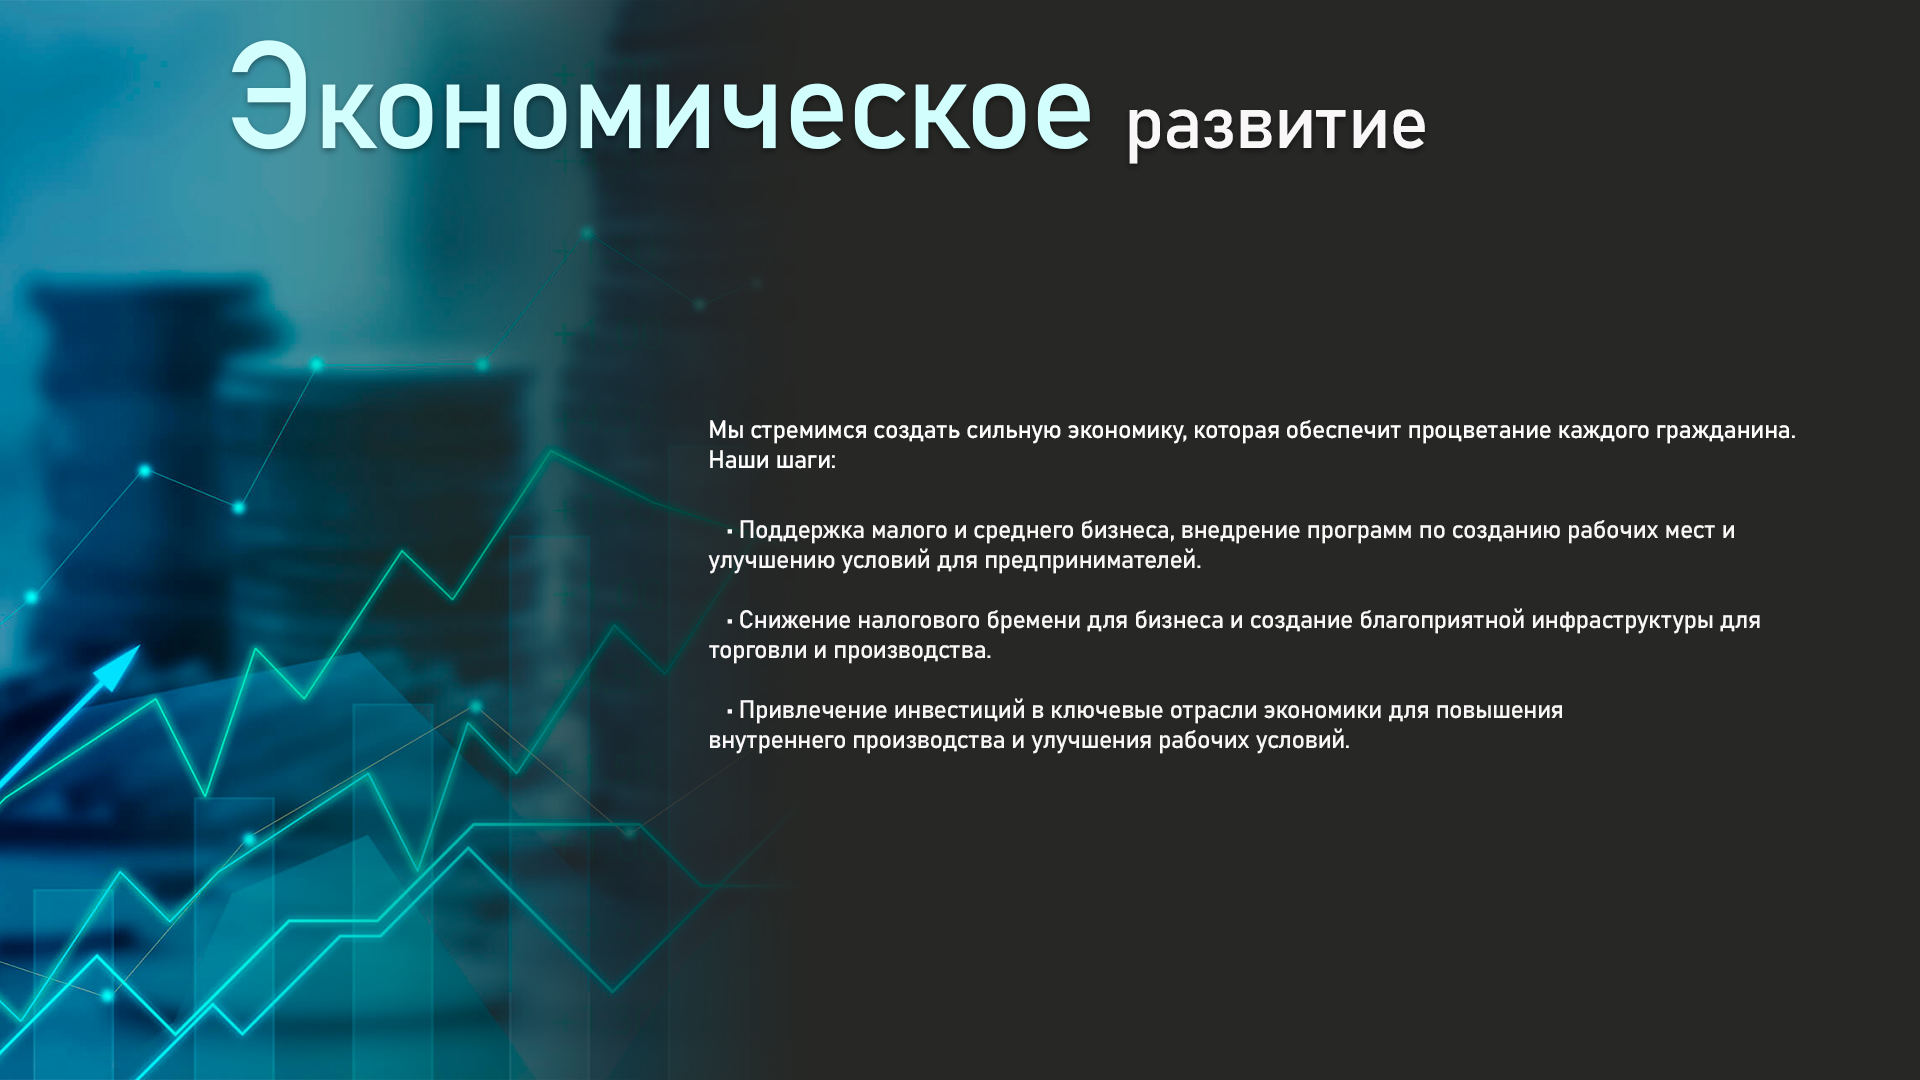 Экономическое развитие
Мы стремимся создать сильную экономику, которая обеспечит процветание каждого гражданина.
Наши шаги:
• Поддержка малого и среднего бизнеса, внедрение программ по созданию рабочих мест и
улучшению условий для предпринимателей.
• Снижение налогового бремени для бизнеса и создание благоприятной инфраструктуры для
торговли и производства.
• Привлечение инвестиций в ключевые отрасли экономики для повышения
внутреннего производства и улучшения рабочих условий.